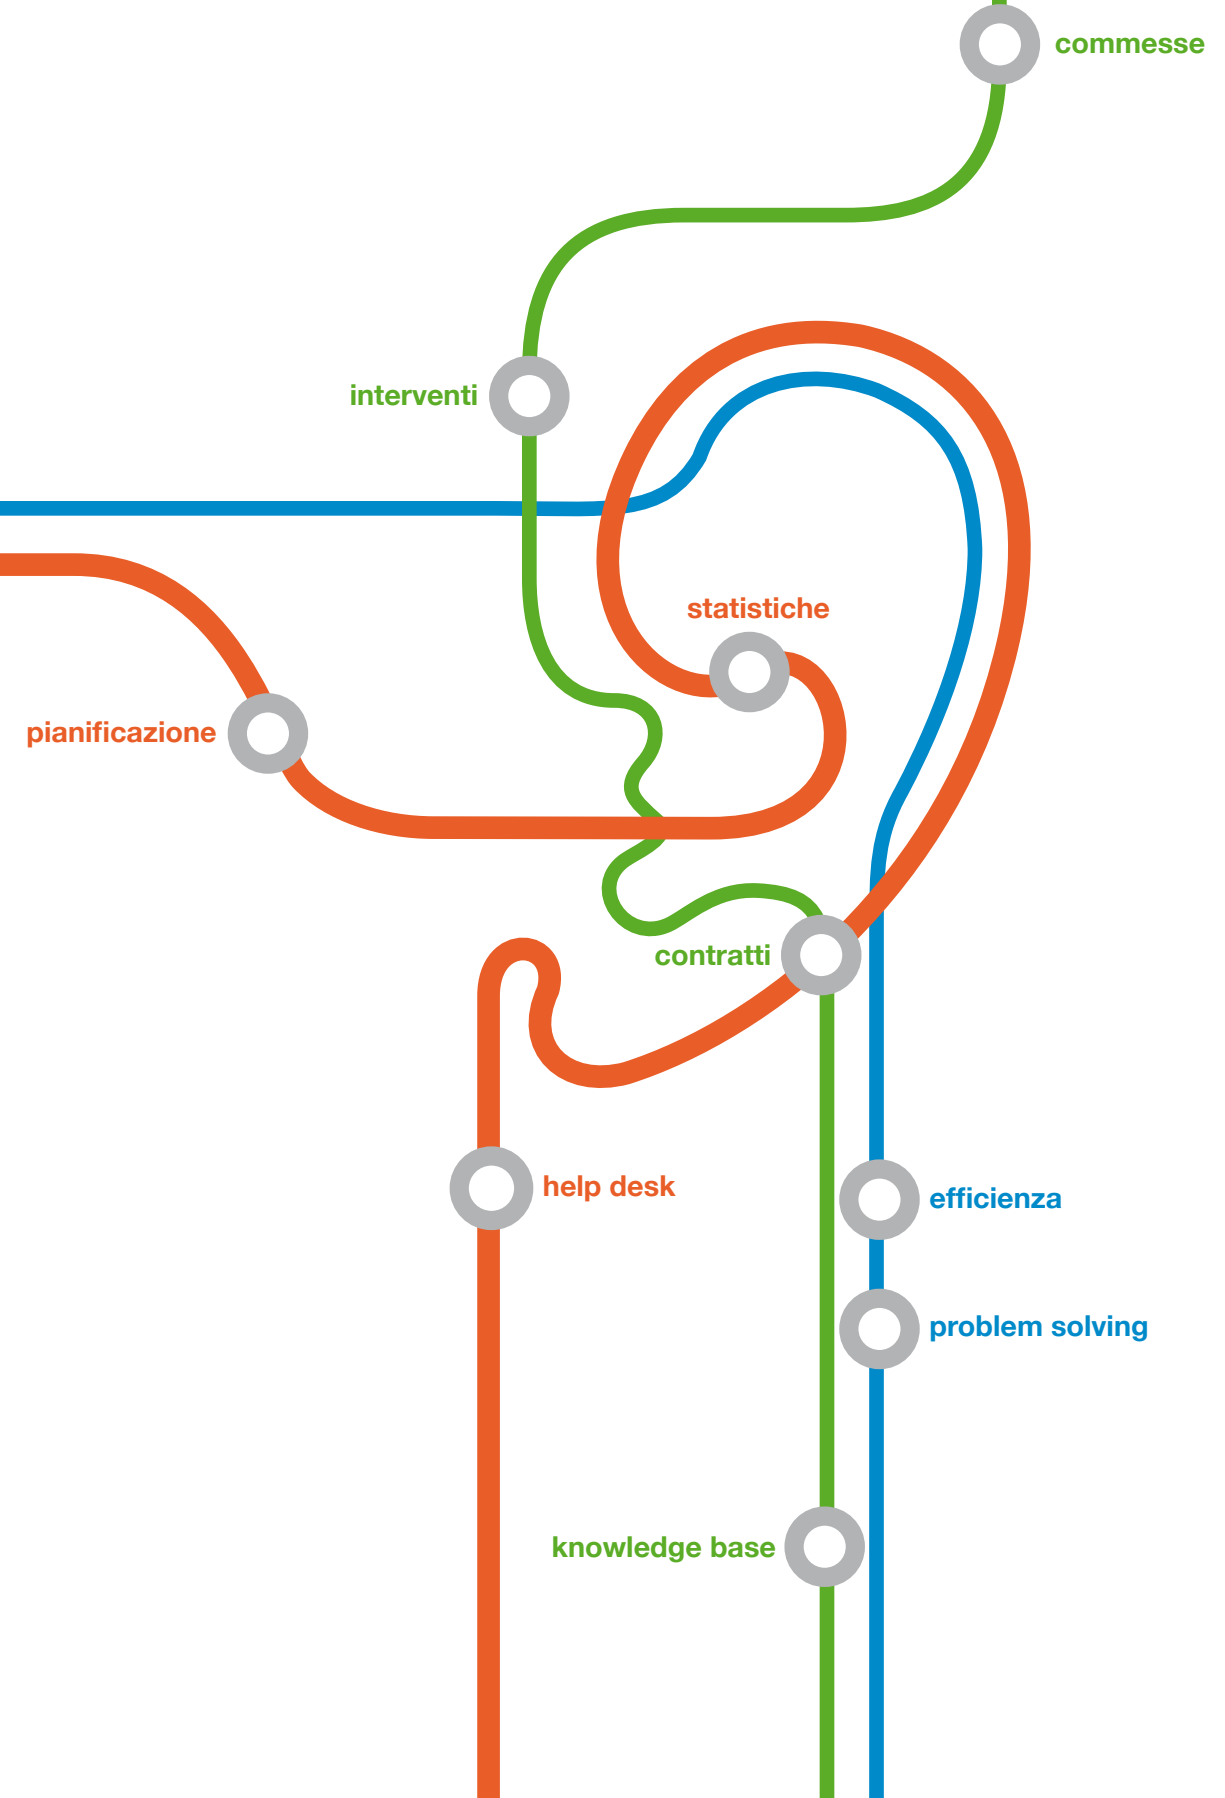 commesse
interventi
statistiche
pianificazione
contratti
help desk
efficienza
problem solving
knowledge base